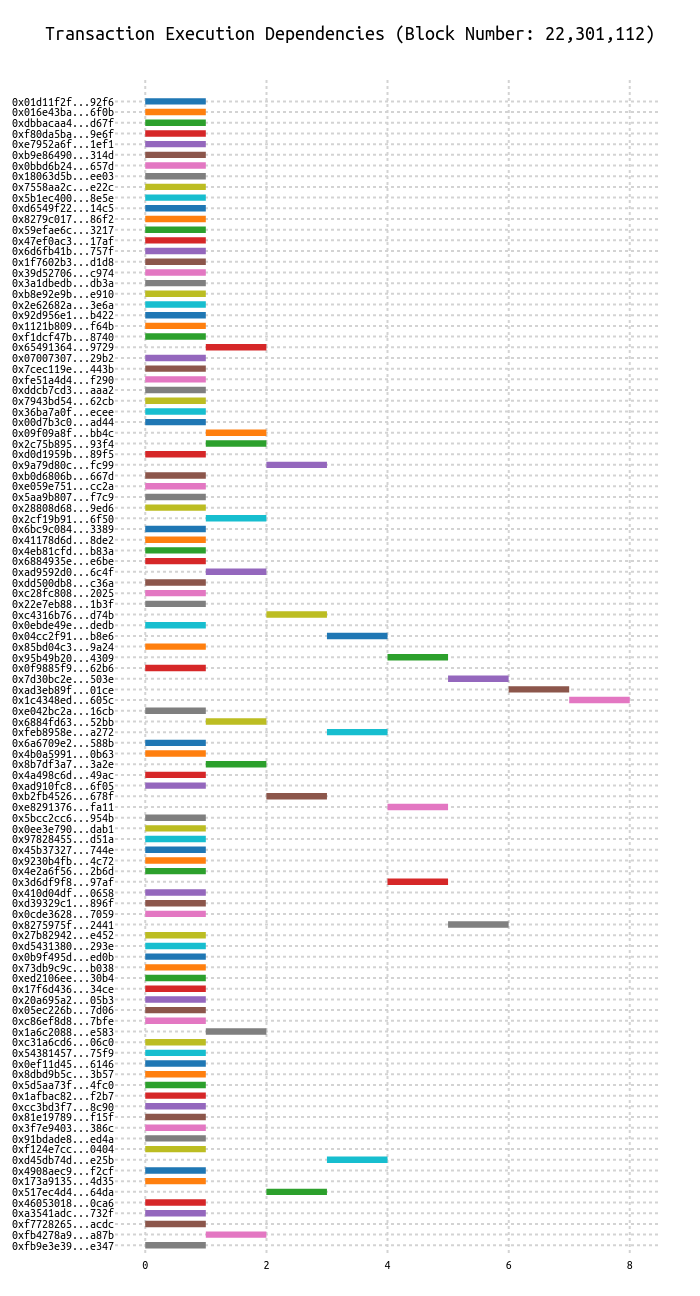 Transaction Execution Dependencies (Block Number: 22,301,112)
0x01d11f2f...92f6
0x016e43ba...6f0b
0xdbbacaa4...d67f
0xf80da5ba...9e6f
0xe7952a6f...1ef1
0xb9e86490...314d
0x0bbd6b24...657d
0x18063d5b...ee03
0x7558aa2c...e22c
0x5b1ec400...8e5e
0xd6549f22...14c5
0x8279c017...86f2
0x59efae6c...3217
0x47ef0ac3...17af
0x6d6fb41b...757f
0x1f7602b3...d1d8
0x39d52706...c974
0x3a1dbedb...db3a
0xb8e92e9b...e910
0x2e62682a...3e6a
0x92d956e1...b422
0x1121b809...f64b
0xf1dcf47b...8740
0x65491364...9729
0x07007307...29b2
0x7cec119e...443b
0xfe51a4d4...f290
0xddcb7cd3...aaa2
0x7943bd54...62cb
0x36ba7a0f...ecee
0x00d7b3c0...ad44
0x09f09a8f...bb4c
0x2c75b895...93f4
0xd0d1959b...89f5
0x9a79d80c...fc99
0xb0d6806b...667d
0xe059e751...cc2a
0x5aa9b807...f7c9
0x28808d68...9ed6
0x2cf19b91...6f50
0x6bc9c084...3389
0x41178d6d...8de2
0x4eb81cfd...b83a
0x6884935e...e6be
0xad9592d0...6c4f
0xdd500db8...c36a
0xc28fc808...2025
0x22e7eb88...1b3f
0xc4316b76...d74b
0x0ebde49e...dedb
0x04cc2f91...b8e6
0x85bd04c3...9a24
0x95b49b20...4309
0x0f9885f9...62b6
0x7d30bc2e...503e
0xad3eb89f...01ce
0x1c4348ed...605c
0xe042bc2a...16cb
0x6884fd63...52bb
0xfeb8958e...a272
0x6a6709e2...588b
0x4b0a5991...0b63
0x8b7df3a7...3a2e
0x4a498c6d...49ac
0xad910fc8...6f05
0xb2fb4526...678f
0xe8291376...fa11
0x5bcc2cc6...954b
0x0ee3e790...dab1
0x97828455...d51a
0x45b37327...744e
0x9230b4fb...4c72
0x4e2a6f56...2b6d
0x3d6df9f8...97af
0x410d04df...0658
0xd39329c1...896f
0x0cde3628...7059
0x8275975f...2441
0x27b82942...e452
0xd5431380...293e
0x0b9f495d...ed0b
0x73db9c9c...b038
0xed2106ee...30b4
0x17f6d436...34ce
0x20a695a2...05b3
0x05ec226b...7d06
0xc86ef8d8...7bfe
0x1a6c2088...e583
0xc31a6cd6...06c0
0x54381457...75f9
0x0ef11d45...6146
0x8dbd9b5c...3b57
0x5d5aa73f...4fc0
0x1afbac82...f2b7
0xcc3bd3f7...8c90
0x81e19789...f15f
0x3f7e9403...386c
0x91bdade8...ed4a
0xf124e7cc...0404
0xd45db74d...e25b
0x4908aec9...f2cf
0x173a9135...4d35
0x517ec4d4...64da
0x46053018...0ca6
0xa3541adc...732f
0xf7728265...acdc
0xfb4278a9...a87b
0xfb9e3e39...e347
0 2 4 6 8